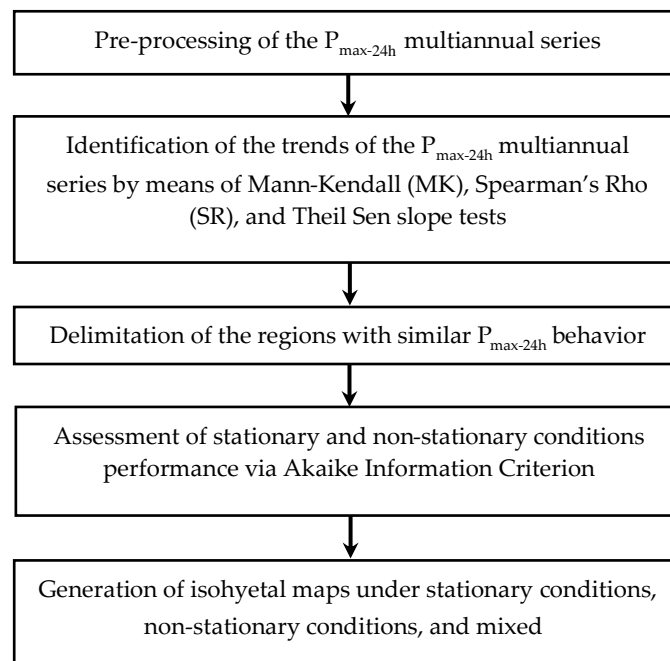 Pre-processing of the Pmax-24h multiannual series
Identification of the trends of the Pmax-24h multiannual
series by means of Mann-Kendall (MK), Spearman’s Rho
(SR), and Theil Sen slope tests
Delimitation of the regions with similar Pmax-24h behavior
Assessment of stationary and non-stationary conditions
performance via Akaike Information Criterion
Generation of isohyetal maps under stationary conditions,
non-stationary conditions, and mixed